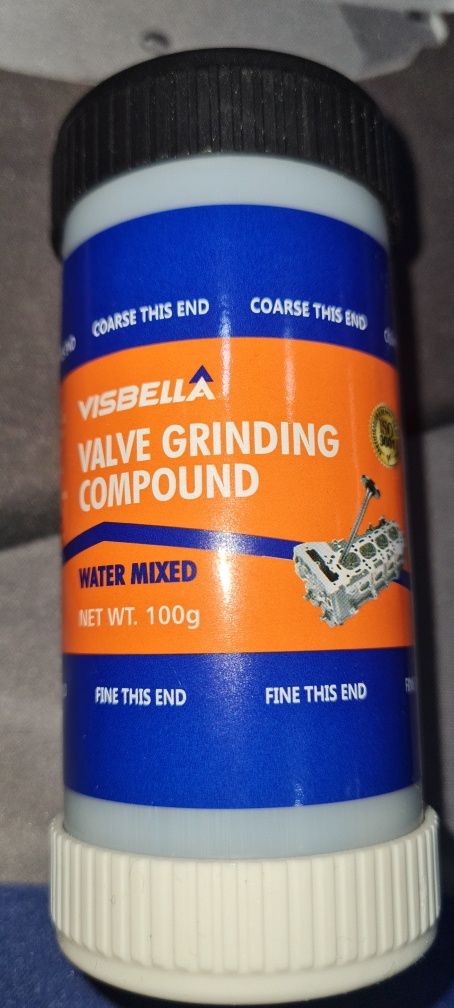 COARSE THIS END COARSE THIS END
VISBELLA
VALVE GRINDING
COMPOUND
ISO
WATER MIXED
NET WT. 100g
FINE THIS END FINE THIS END